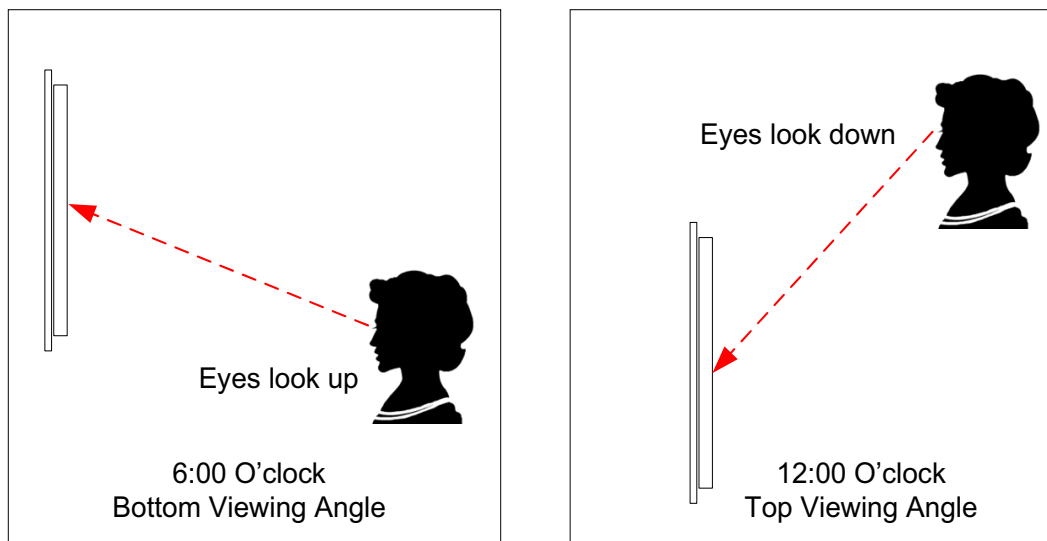 Eyes look up
6:00 O’clock
Bottom Viewing Angle
Eyes look down
12:00 O’clock
Top Viewing Angle